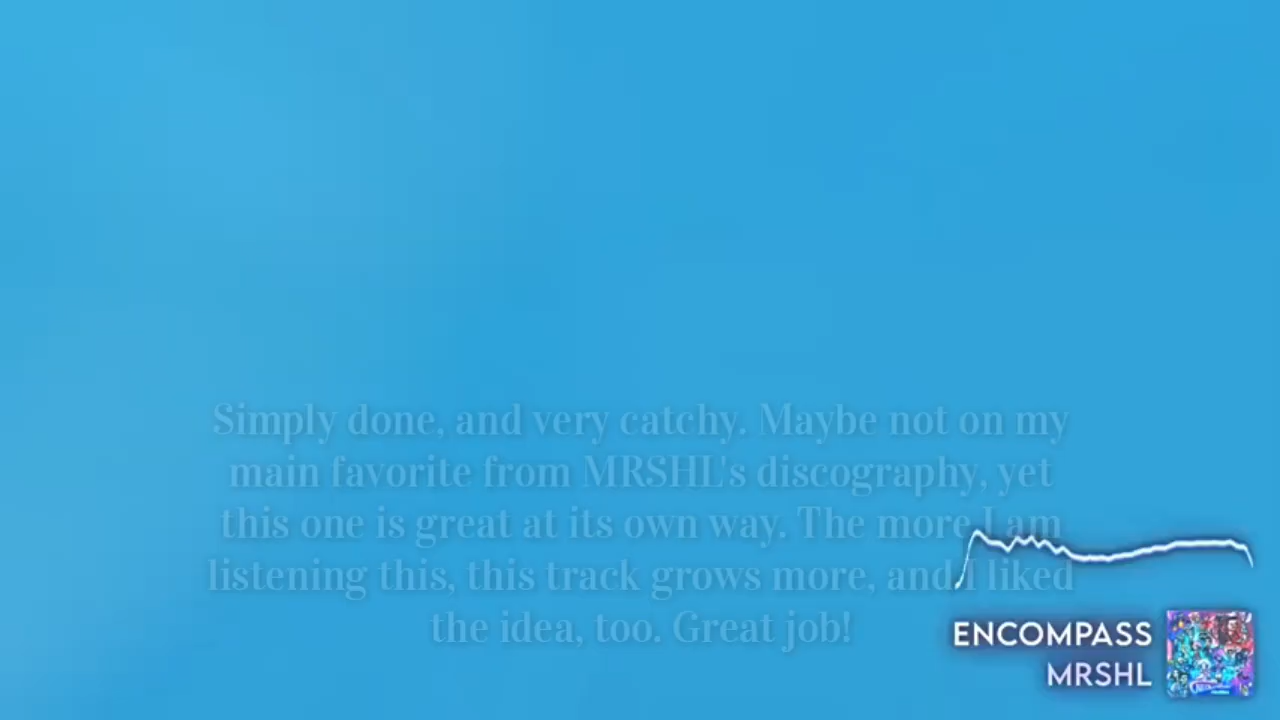 Simply done, and very catchy. Maybe not on my
main favorite from MRSHL's discography, yet
this one is great at its own way. The more I am
listening this, this track grows more, and I liked
the idea, too. Great job!
ENCOMPASS
MRSHL